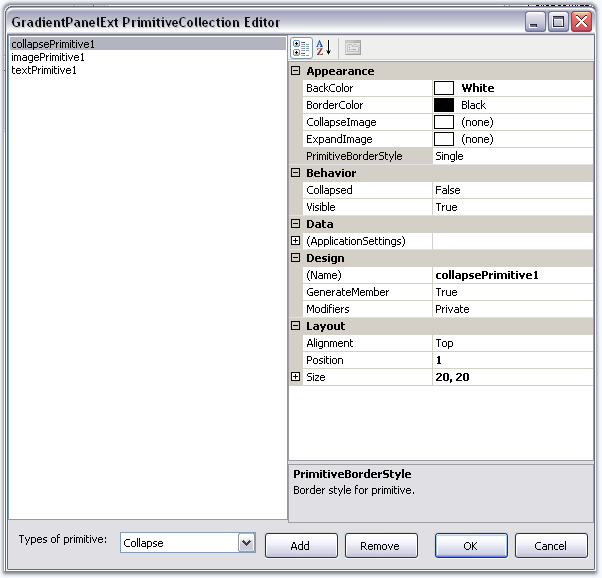 GradientPanelExt PrimitiveCollection Editor
collapsePrimitive1
imagePrimitive1
textPrimitive1
Appearance
BackColor White
BorderColor Black
CollapseImage (none)
ExpandImage (none)
PrimitiveBorderStyle Single
Behavior
Collapsed False
Visible True
Data
(ApplicationSettings)
Design
(Name) collapsePrimitive1
GenerateMember True
Modifiers Private
Layout
Alignment Top
Position 1
Size 20, 20
PrimitiveBorderStyle
Border style for primitive.
Types of primitive: Collapse Add Remove OK Cancel